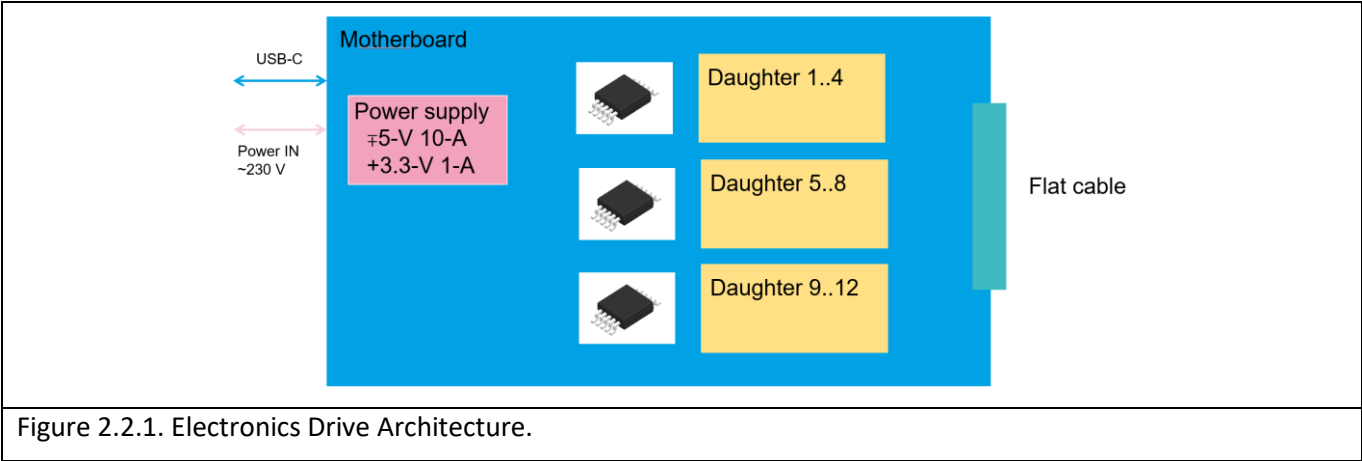 Motherboard
USB-C
Power supply
∓5-V 10-A
+3.3-V 1-A
Power IN
~230 V
Daughter 1..4
Daughter 5..8
Daughter 9..12
Flat cable
Figure 2.2.1. Electronics Drive Architecture.